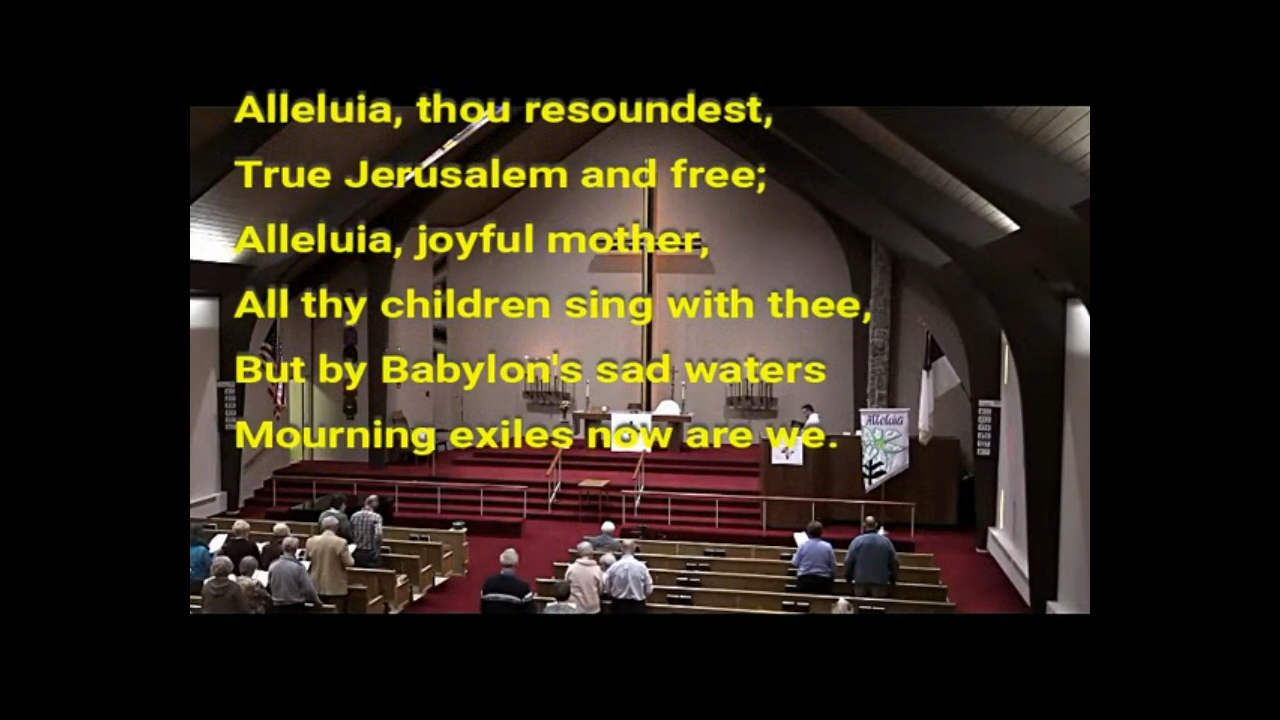 Alleluia, thou resoundest,
True Jerusalem and free;
Alleluia, joyful mother,
All thy children sing with thee,
But by Babylon's sad waters
Mourning exiles now are we.
Alleluia